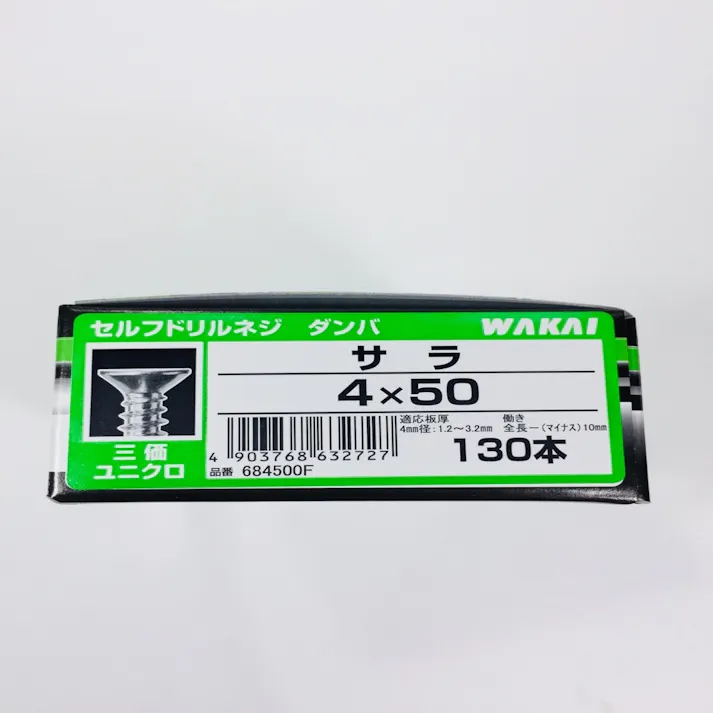 セルフドリルネジ ダンバ WAKAI
サラ
4×50
適応板厚 働き
4mm径:1.2～3.2mm 全長ー(マイナス)10mm
130本
三価
ユニクロ
4 903768 632727
品番 684500F